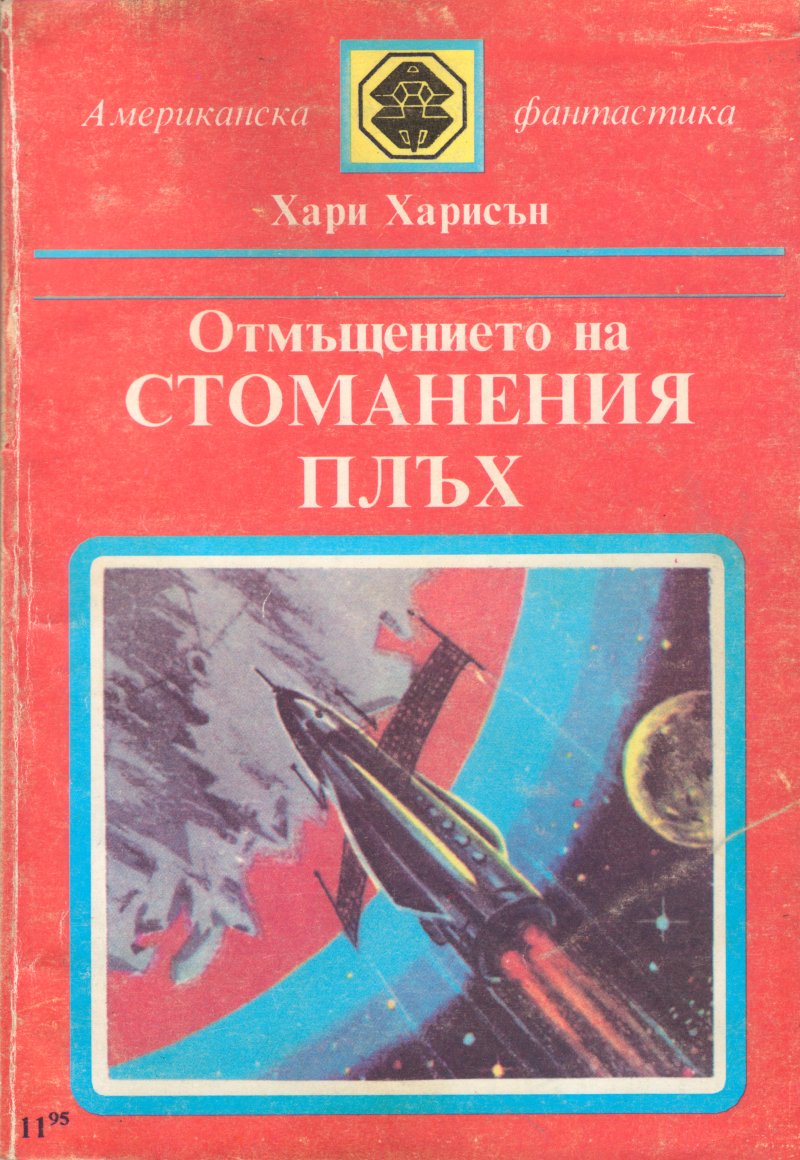 Американска фантастика
Хари Харисън
Отмъщението на
СТОМАНЕНИЯ
ПЛЪХ
11⁹⁵